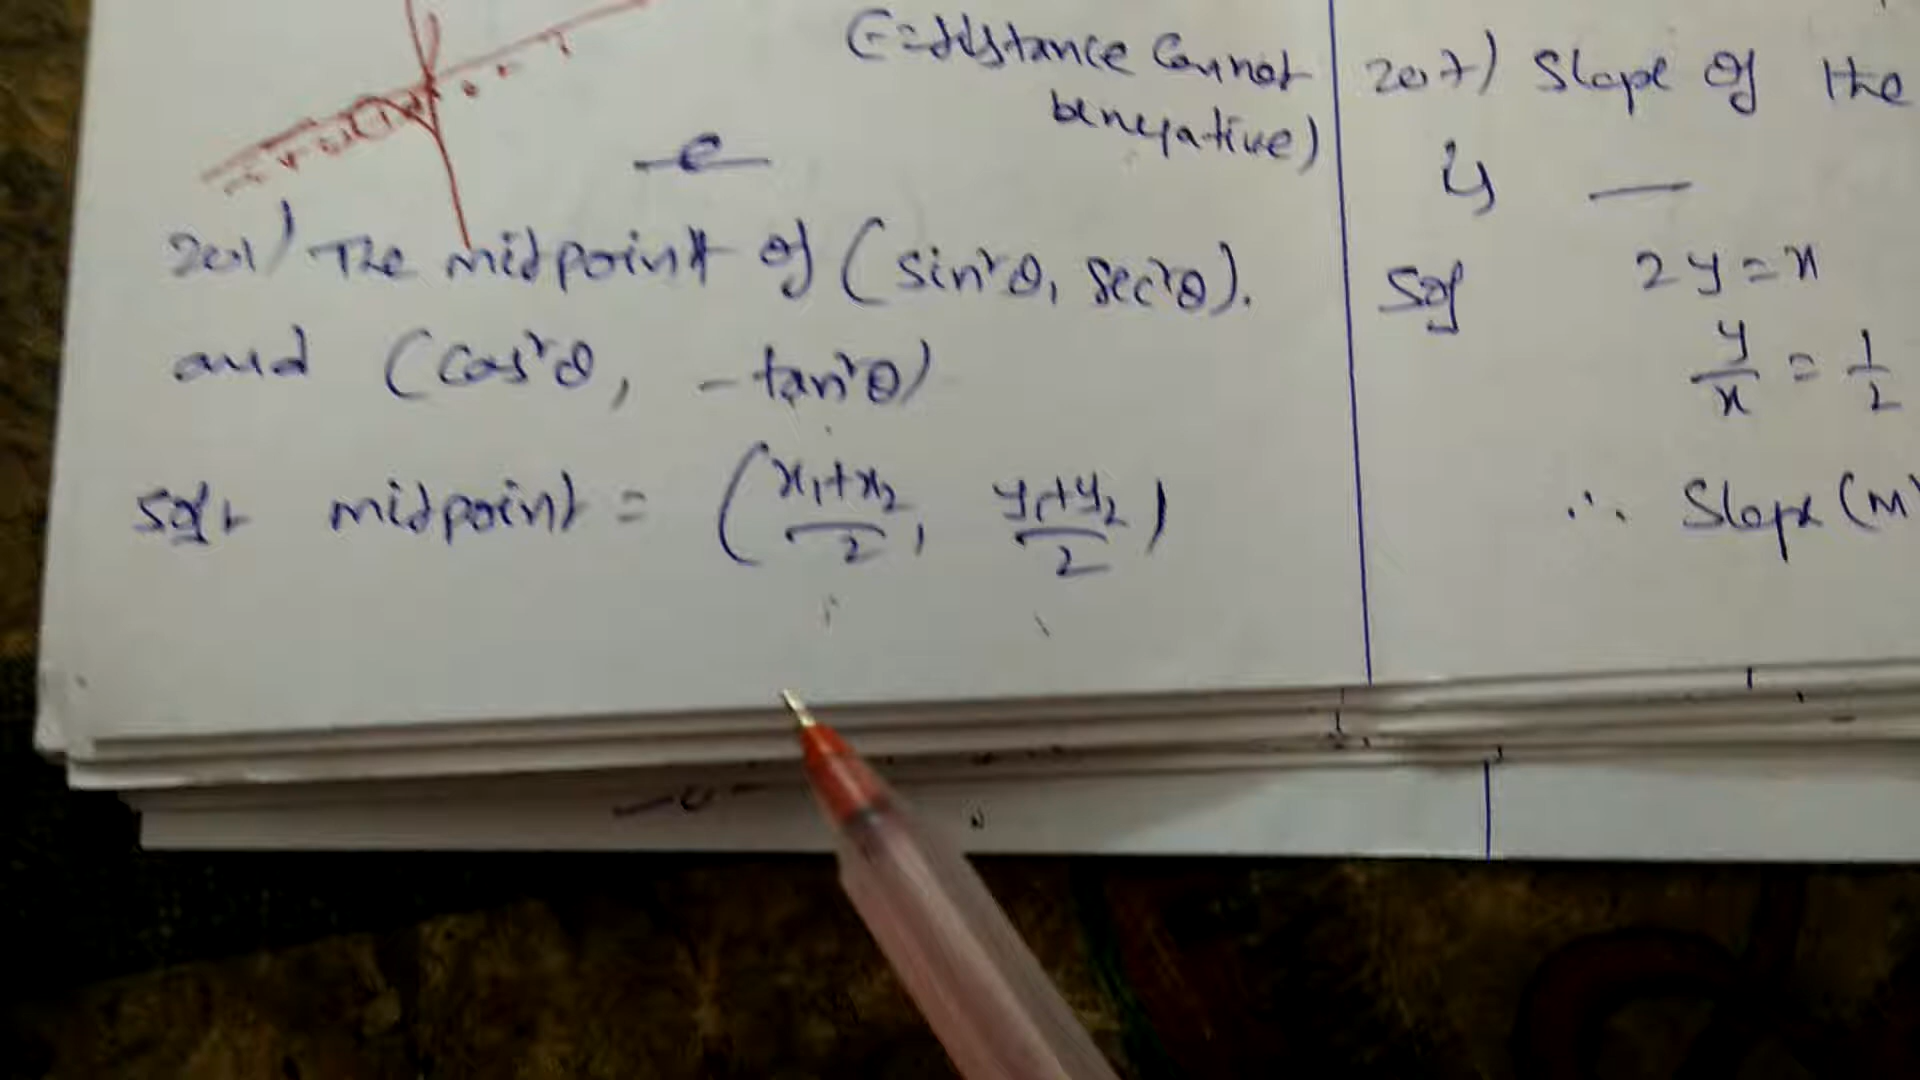 (∵ distance cannot
be negative)
201) The midpoint of (sin²θ, sec²θ).
and (cos²θ, -tan²θ)
Sol: midpoint = (x₁+x₂/2, y₁+y₂/2)
207) Slope of the
is —
Sol 2y=x
y/x = 1/2
∴ Slope (m)